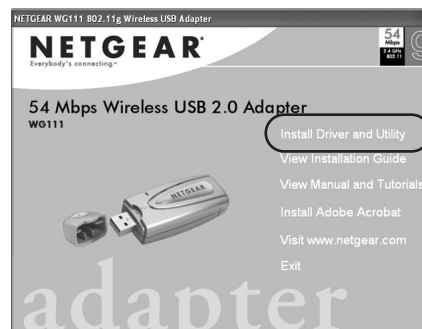 NETGEAR WG111 802.11g Wireless USB Adapter
NETGEAR®
Everybody's connecting.™
54
Mbps
2.4 GHz
802.11
g
54 Mbps Wireless USB 2.0 Adapter
WG111
Install Driver and Utility
View Installation Guide
View Manual and Tutorials
Install Adobe Acrobat
Visit www.netgear.com
Exit
NETGEAR
adapter